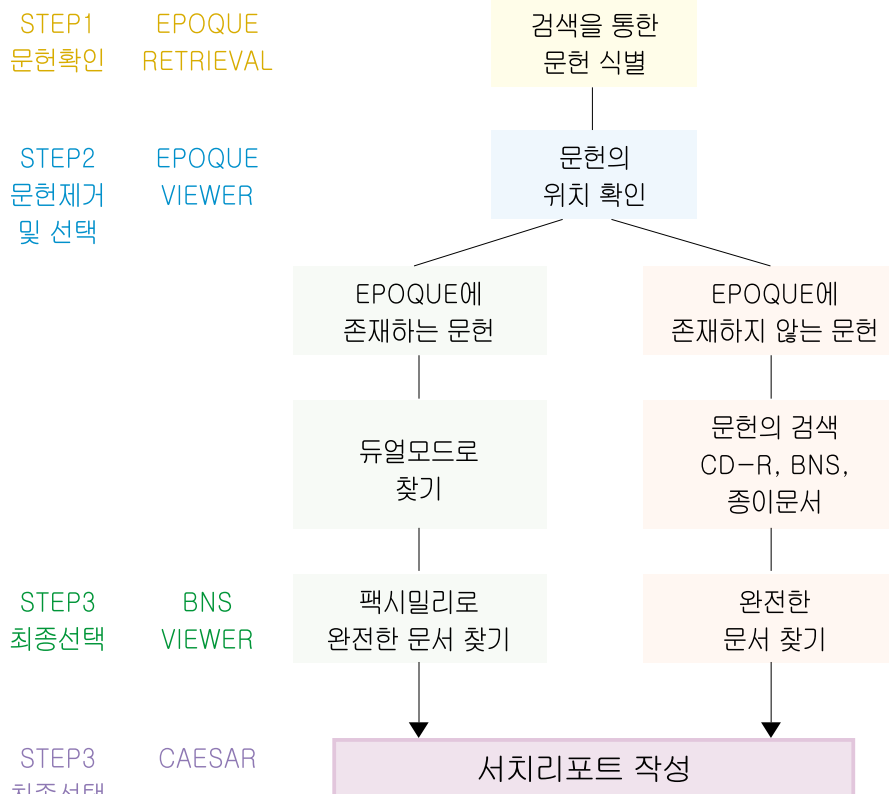 STEP1
문헌확인
EPOQUE
RETRIEVAL
검색을 통한
문헌 식별
STEP2
문헌제거
및 선택
EPOQUE
VIEWER
문헌의
위치 확인
EPOQUE에
존재하는 문헌
EPOQUE에
존재하지 않는 문헌
듀얼모드로
찾기
문헌의 검색
CD-R, BNS,
종이문서
STEP3
최종선택
BNS
VIEWER
팩시밀리로
완전한 문서 찾기
완전한
문서 찾기
STEP3
최종선택
CAESAR
서치리포트 작성